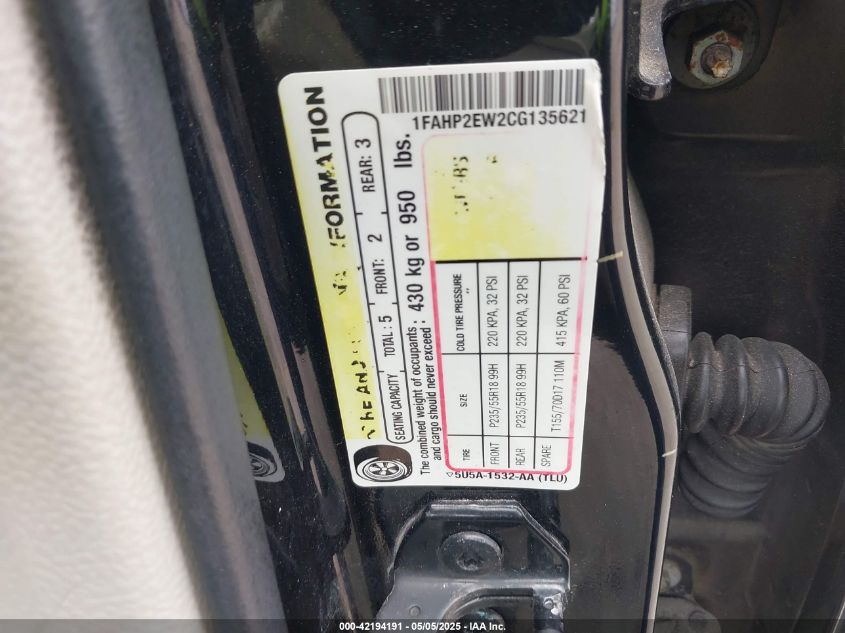 FORMATION
SEATING CAPACITY TOTAL : 5 FRONT: 2 REAR: 3
The combined weight of occupants : 430 kg or 950 lbs.
and cargo should never exceed :
TIRE SIZE COLD TIRE PRESSURE
FRONT P235/55R18 99H 220 KPA, 32 PSI
REAR P235/55R18 99H 220 KPA, 32 PSI
SPARE T155/70D17 110M 415 KPA, 60 PSI
5U5A-1532-AA (TLU)
1FAHP2EW2CG135621
000-42194191 - 05/05/2025 - IAA Inc.